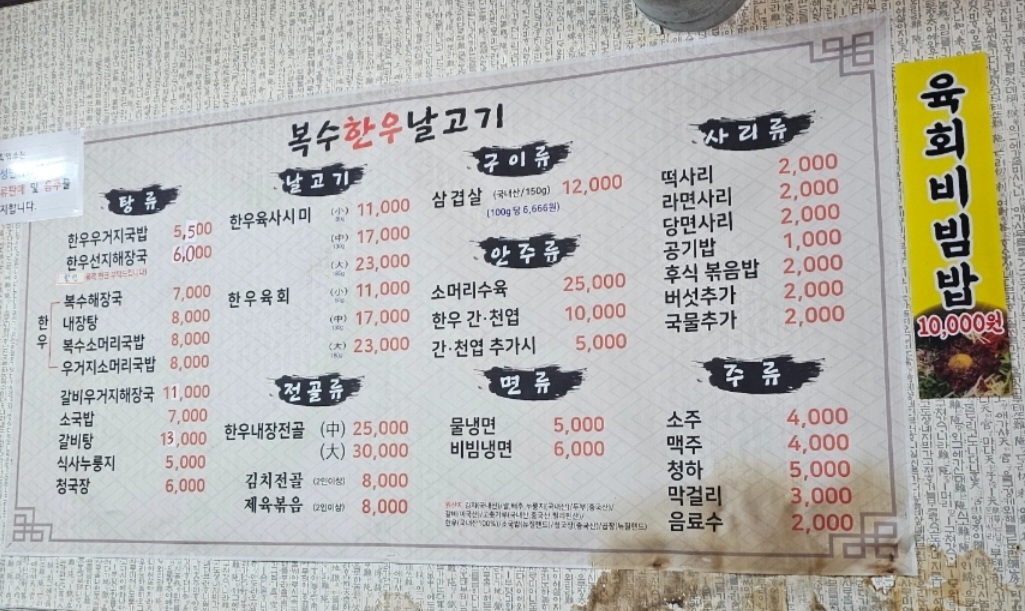 복수한우날고기
탕류
한우우거지국밥 5,500
한우선지해장국 6,000
한우
복수해장국 7,000
내장탕 8,000
복수소머리국밥 8,000
우거지소머리국밥 8,000
갈비우거지해장국 11,000
소국밥 7,000
갈비탕 13,000
식사누룽지 5,000
청국장 6,000
날고기
한우육사시미 (小) 11,000
(中) 17,000
(大) 23,000
한우육회 (小) 11,000
(中) 17,000
(大) 23,000
전골류
한우내장전골 (中) 25,000
(大) 30,000
김치전골 (2인이상) 8,000
제육볶음 (2인이상) 8,000
구이류
삼겹살 (국내산/150g) 12,000
(100g당 6,666원)
안주류
소머리수육 25,000
한우 간·천엽 10,000
간·천엽 추가시 5,000
면류
물냉면 5,000
비빔냉면 6,000
사리류
떡사리 2,000
라면사리 2,000
당면사리 2,000
공기밥 1,000
후식 볶음밥 2,000
버섯추가 2,000
국물추가 2,000
주류
소주 4,000
맥주 4,000
청하 5,000
막걸리 3,000
음료수 2,000
육회비빔밥
10,000원